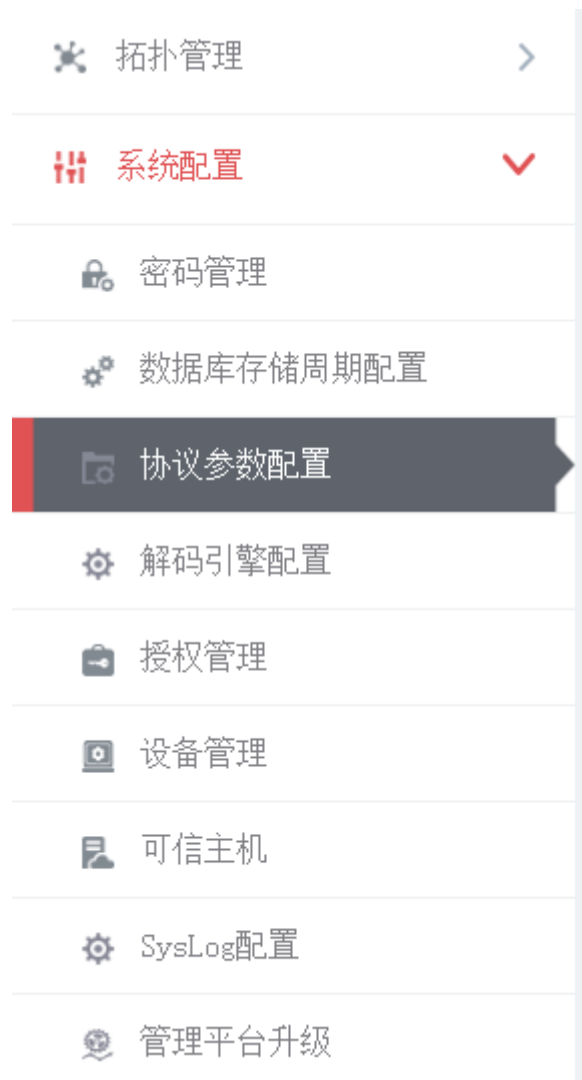 拓扑管理
系统配置
密码管理
数据库存储周期配置
协议参数配置
解码引擎配置
授权管理
设备管理
可信主机
SysLog配置
管理平台升级